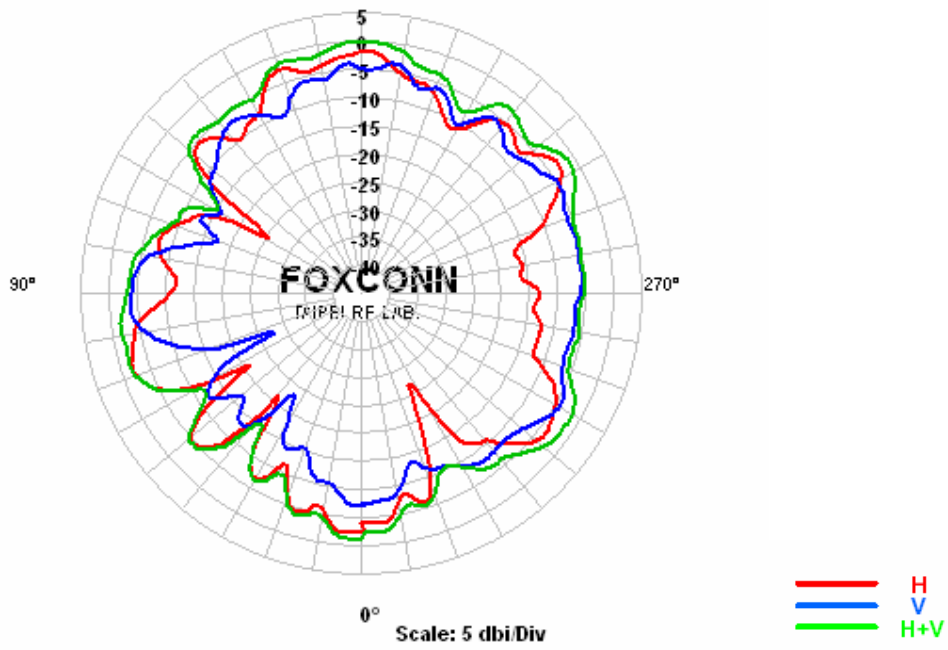 5
0
-5
-10
-15
-20
-25
-30
-35
-40
FOXCONN
TAIPEI RF LAB.
90°
270°
0°
Scale: 5 dbi/Div
H
V
H+V